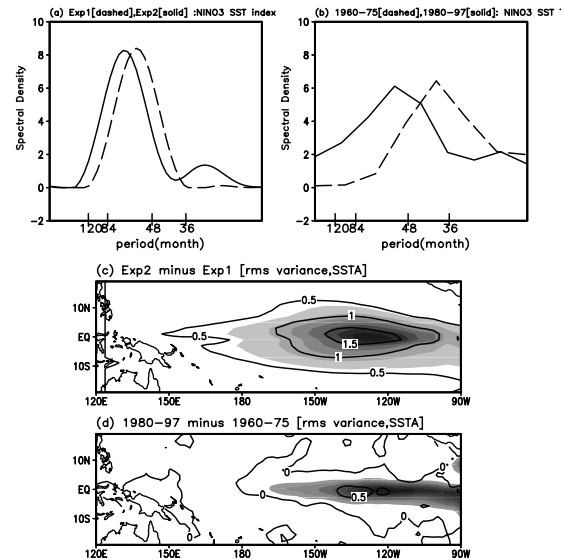 (a) Exp1[dashed],Exp2[solid] :NINO3 SST index
(b) 1960-75[dashed],1980-97[solid]: NINO3 SST
Spectral Density
10
8
6
4
2
0
-2
120
84
48
36
period(month)
Spectral Density
10
8
6
4
2
0
-2
120
84
48
36
period(month)
(c) Exp2 minus Exp1 [rms variance,SSTA]
10N
EQ
10S
0.5
1
0.5
1.5
1
0.5
120E
150E
180
150W
120W
90W
(d) 1980-97 minus 1960-75 [rms variance,SSTA]
10N
EQ
10S
0
0
0
0
0.5
0
0
0
120E
150E
180
150W
120W
90W